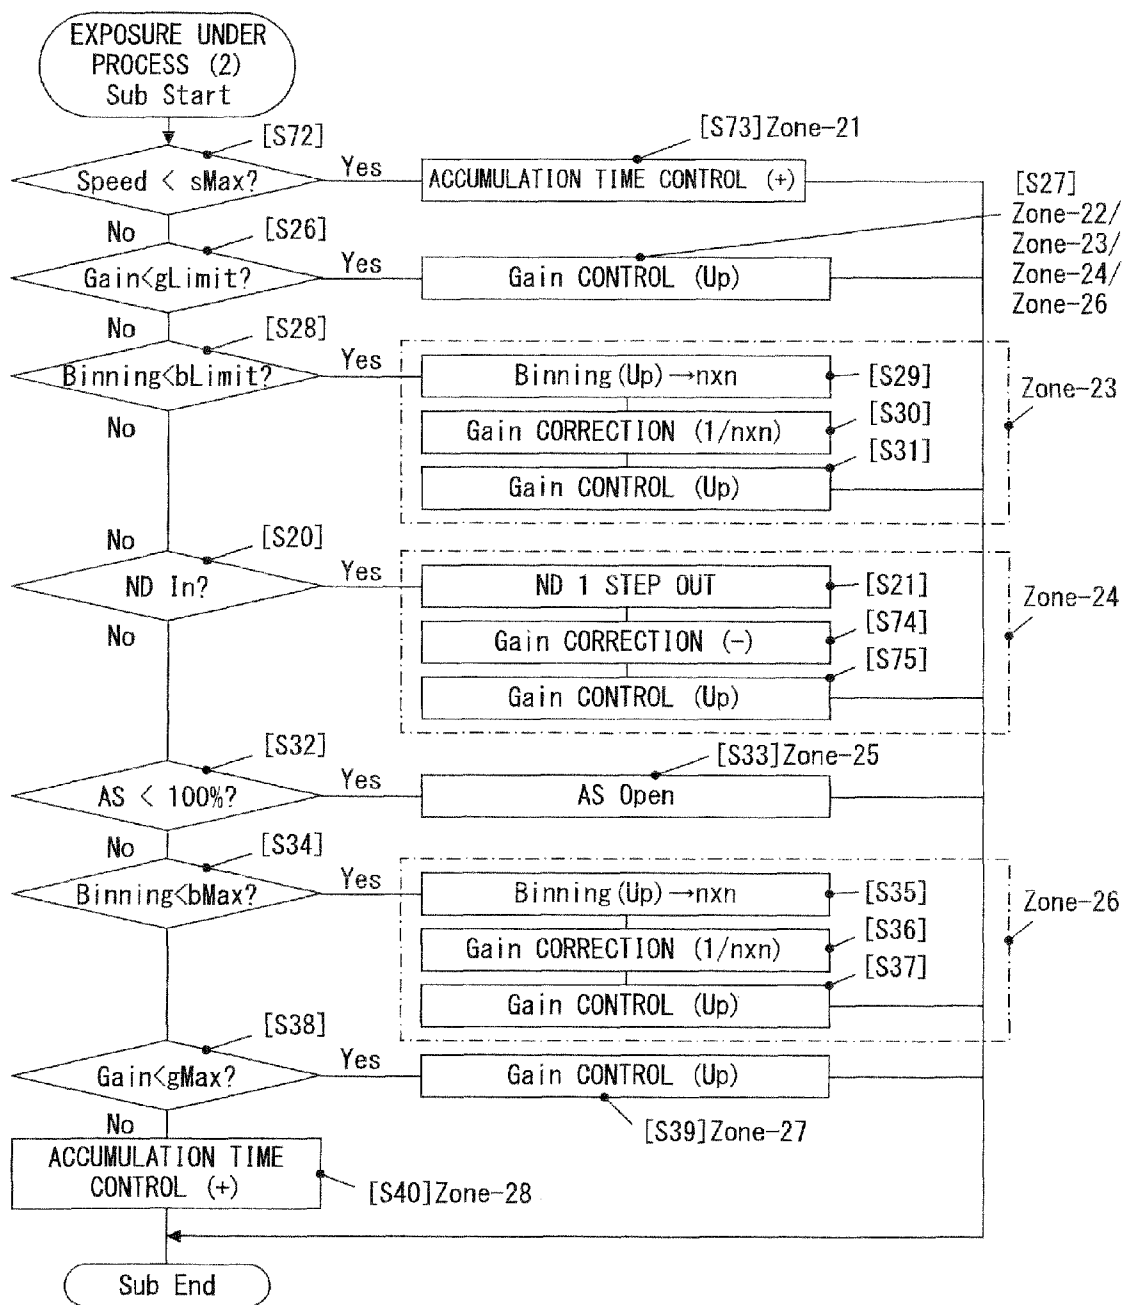 EXPOSURE UNDER
PROCESS (2)
Sub Start
[S72]
Speed < sMax?
Yes
[S73]Zone-21
ACCUMULATION TIME CONTROL (+)
No
[S26]
Gain<gLimit?
Yes
Gain CONTROL (Up)
[S27]
Zone-22/
Zone-23/
Zone-24/
Zone-26
No
[S28]
Binning<bLimit?
Yes
Binning(Up)→nxn
[S29]
Gain CORRECTION (1/nxn)
[S30]
Gain CONTROL (Up)
[S31]
Zone-23
No
No
[S20]
ND In?
Yes
ND 1 STEP OUT
[S21]
Gain CORRECTION (-)
[S74]
Gain CONTROL (Up)
[S75]
Zone-24
No
[S32]
AS < 100%?
Yes
[S33]Zone-25
AS Open
No
[S34]
Binning<bMax?
Yes
Binning(Up)→nxn
[S35]
Gain CORRECTION (1/nxn)
[S36]
Gain CONTROL (Up)
[S37]
Zone-26
[S38]
Gain<gMax?
Yes
Gain CONTROL (Up)
[S39]Zone-27
No
ACCUMULATION TIME
CONTROL (+)
[S40]Zone-28
Sub End